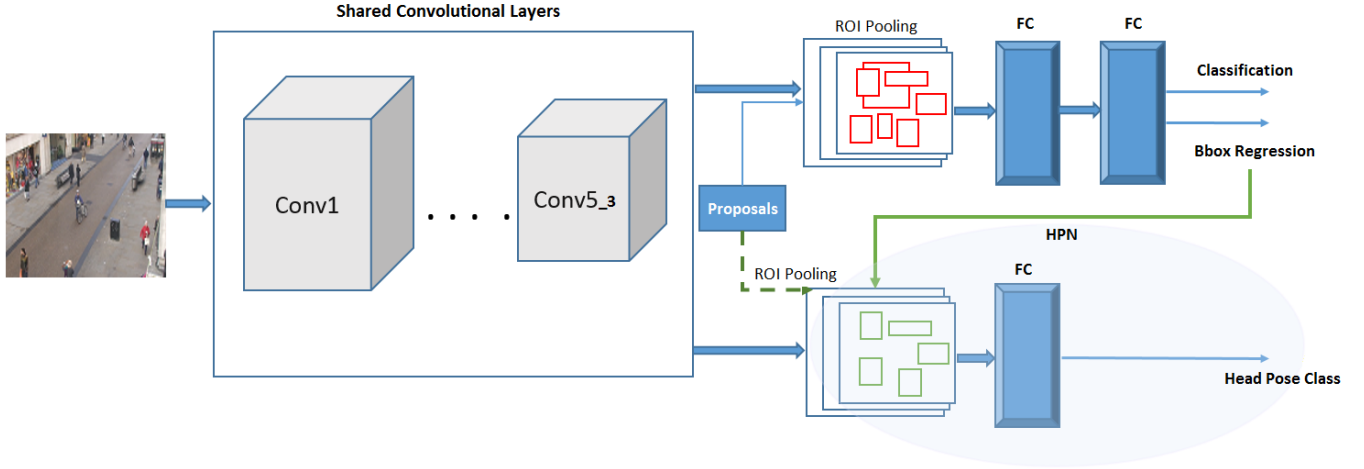 Shared Convolutional Layers
ROI Pooling
FC
FC
Classification
Bbox Regression
Conv1
. . . .
Conv5_3
Proposals
HPN
ROI Pooling
FC
Head Pose Class